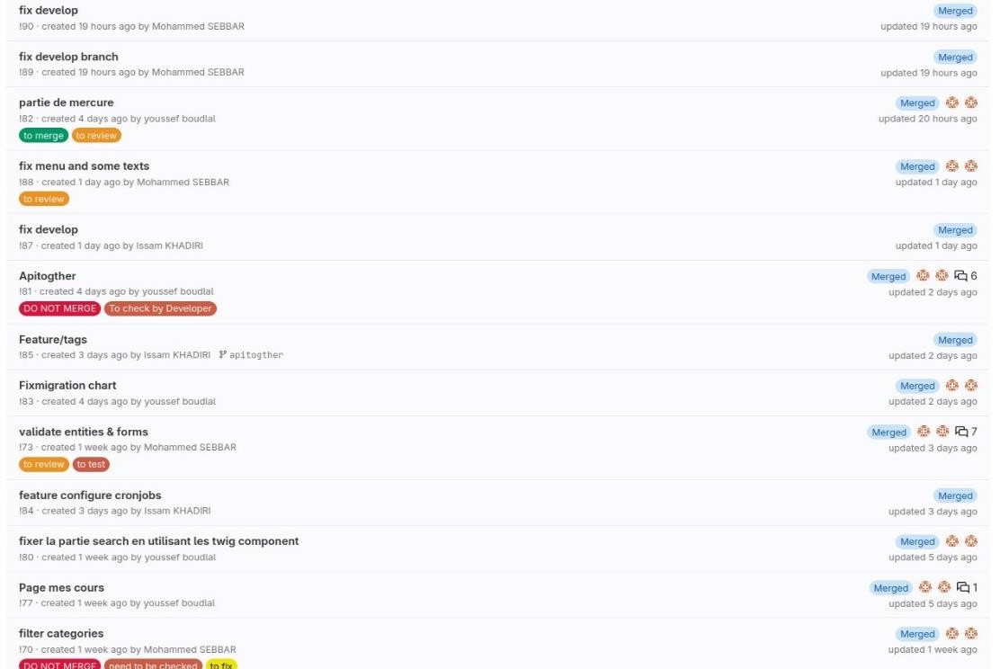 fix develop Merged
!90 · created 19 hours ago by Mohammed SEBBAR updated 19 hours ago
fix develop branch Merged
!89 · created 19 hours ago by Mohammed SEBBAR updated 19 hours ago
partie de mercure Merged
!82 · created 4 days ago by youssef boudlal updated 20 hours ago
to merge to review
fix menu and some texts Merged
!88 · created 1 day ago by Mohammed SEBBAR updated 1 day ago
to review
fix develop Merged
!87 · created 1 day ago by Issam KHADIRI updated 1 day ago
Apitogther Merged 6
!81 · created 4 days ago by youssef boudlal updated 2 days ago
DO NOT MERGE To check by Developer
Feature/tags Merged
!85 · created 3 days ago by Issam KHADIRI apitogther updated 2 days ago
Fixmigration chart Merged
!83 · created 4 days ago by youssef boudlal updated 2 days ago
validate entities & forms Merged 7
!73 · created 1 week ago by Mohammed SEBBAR updated 3 days ago
to review to test
feature configure cronjobs Merged
!84 · created 3 days ago by Issam KHADIRI updated 3 days ago
fixer la partie search en utilisant les twig component Merged
!80 · created 1 week ago by youssef boudlal updated 5 days ago
Page mes cours Merged 1
!77 · created 1 week ago by youssef boudlal updated 5 days ago
filter categories Merged
!70 · created 1 week ago by Mohammed SEBBAR updated 1 week ago
DO NOT MERGE need to be checked to fix